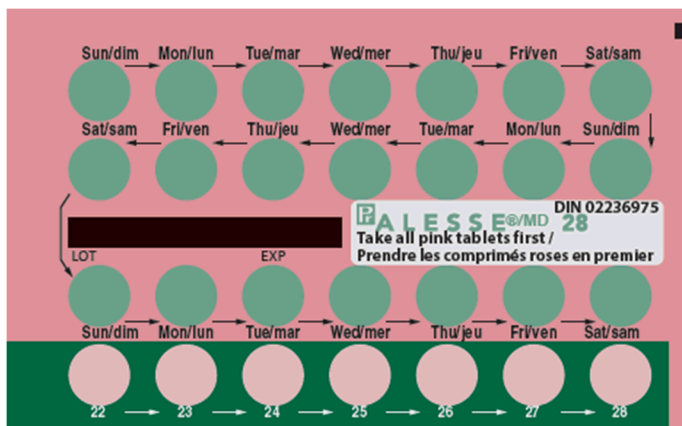 Sun/dim Mon/lun Tue/mar Wed/mer Thu/jeu Fri/ven Sat/sam
Sat/sam Fri/ven Thu/jeu Wed/mer Tue/mar Mon/lun Sun/dim
DIN 02236975
Pr ALESSE®/MD 28
Take all pink tablets first /
Prendre les comprimés roses en premier
LOT EXP
Sun/dim Mon/lun Tue/mar Wed/mer Thu/jeu Fri/ven Sat/sam
22 23 24 25 26 27 28